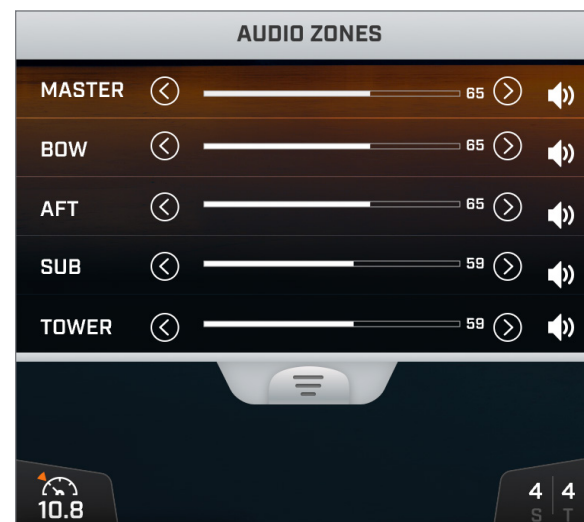 AUDIO ZONES
MASTER 65
BOW 65
AFT 65
SUB 59
TOWER 59
10.8
4 4
S T